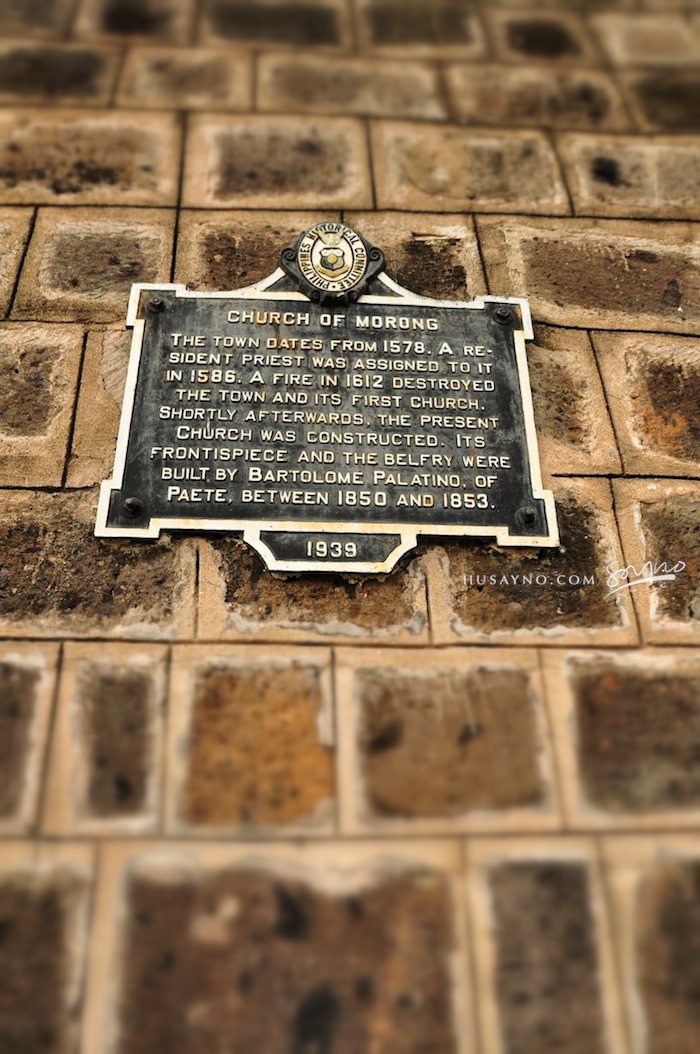 PHILIPPINES HISTORICAL COMMITTEE
CHURCH OF MORONG
THE TOWN DATES FROM 1578. A RE-
SIDENT PRIEST WAS ASSIGNED TO IT
IN 1586. A FIRE IN 1612 DESTROYED
THE TOWN AND ITS FIRST CHURCH.
SHORTLY AFTERWARDS, THE PRESENT
CHURCH WAS CONSTRUCTED. ITS
FRONTISPIECE AND THE BELFRY WERE
BUILT BY BARTOLOME PALATINO, OF
PAETE, BETWEEN 1850 AND 1853.
1939
HUSAYNO.COM